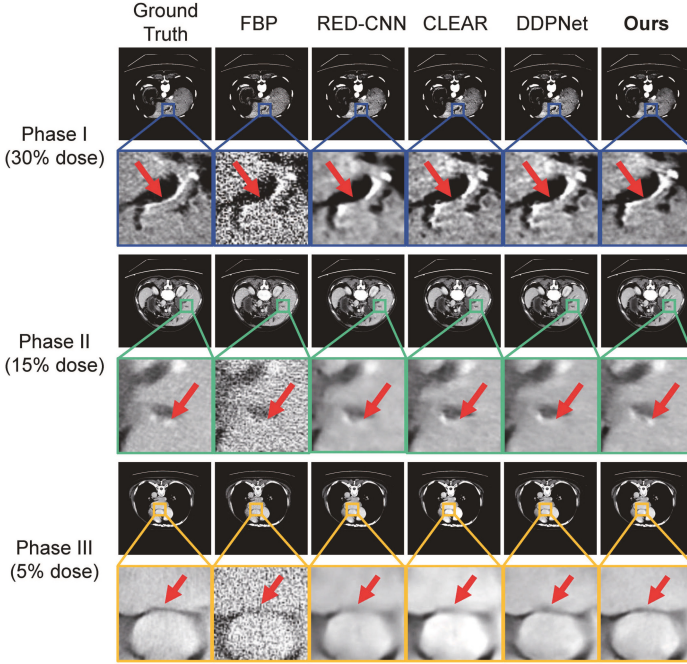 Ground Truth
FBP
RED-CNN
CLEAR
DDPNet
Ours
Phase I
(30% dose)
Phase II
(15% dose)
Phase III
(5% dose)